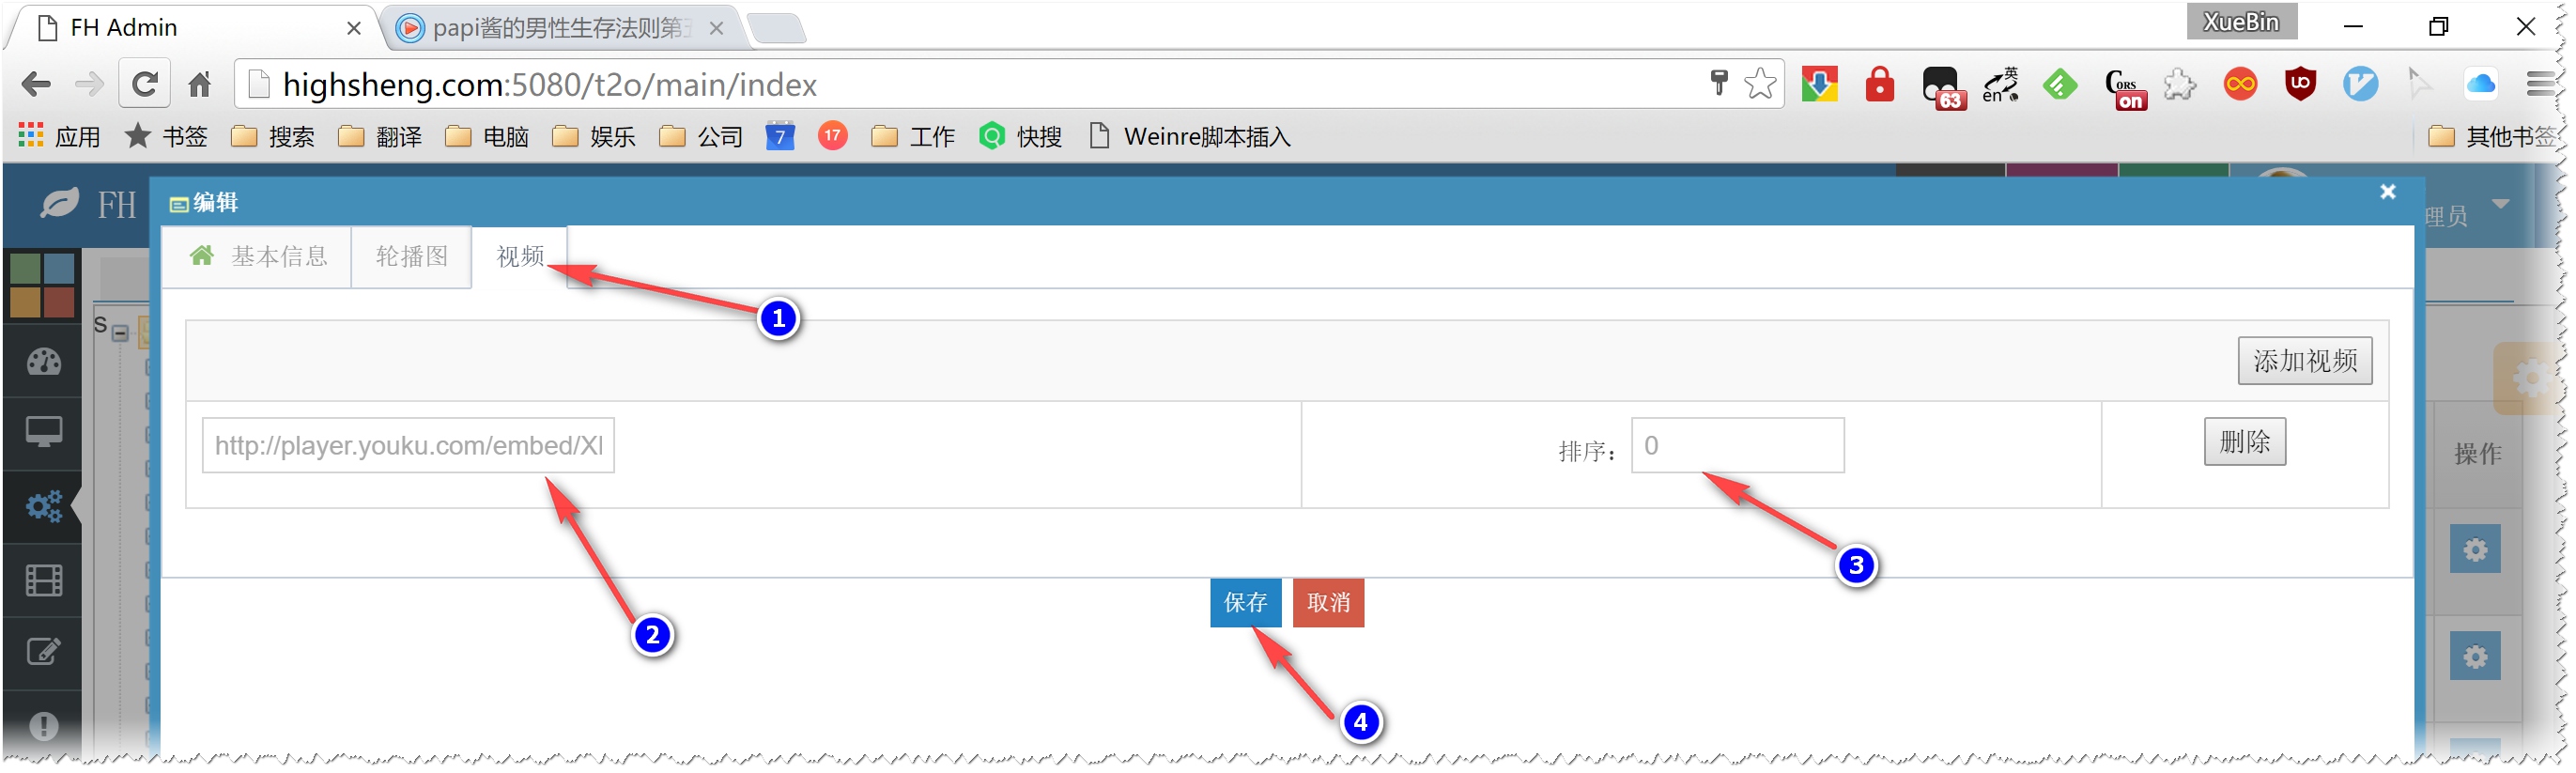 FH Admin
papi酱的男性生存法则第
XueBin
highsheng.com:5080/t2o/main/index
63
英
en
CORS
on
UO
应用
书签
搜索
翻译
电脑
娱乐
公司
7
17
工作
快搜
Weinre脚本插入
其他书签
FH
编辑
理员
基本信息
轮播图
视频
1
S
添加视频
http://player.youku.com/embed/X
排序：
0
删除
操作
2
3
保存
取消
4